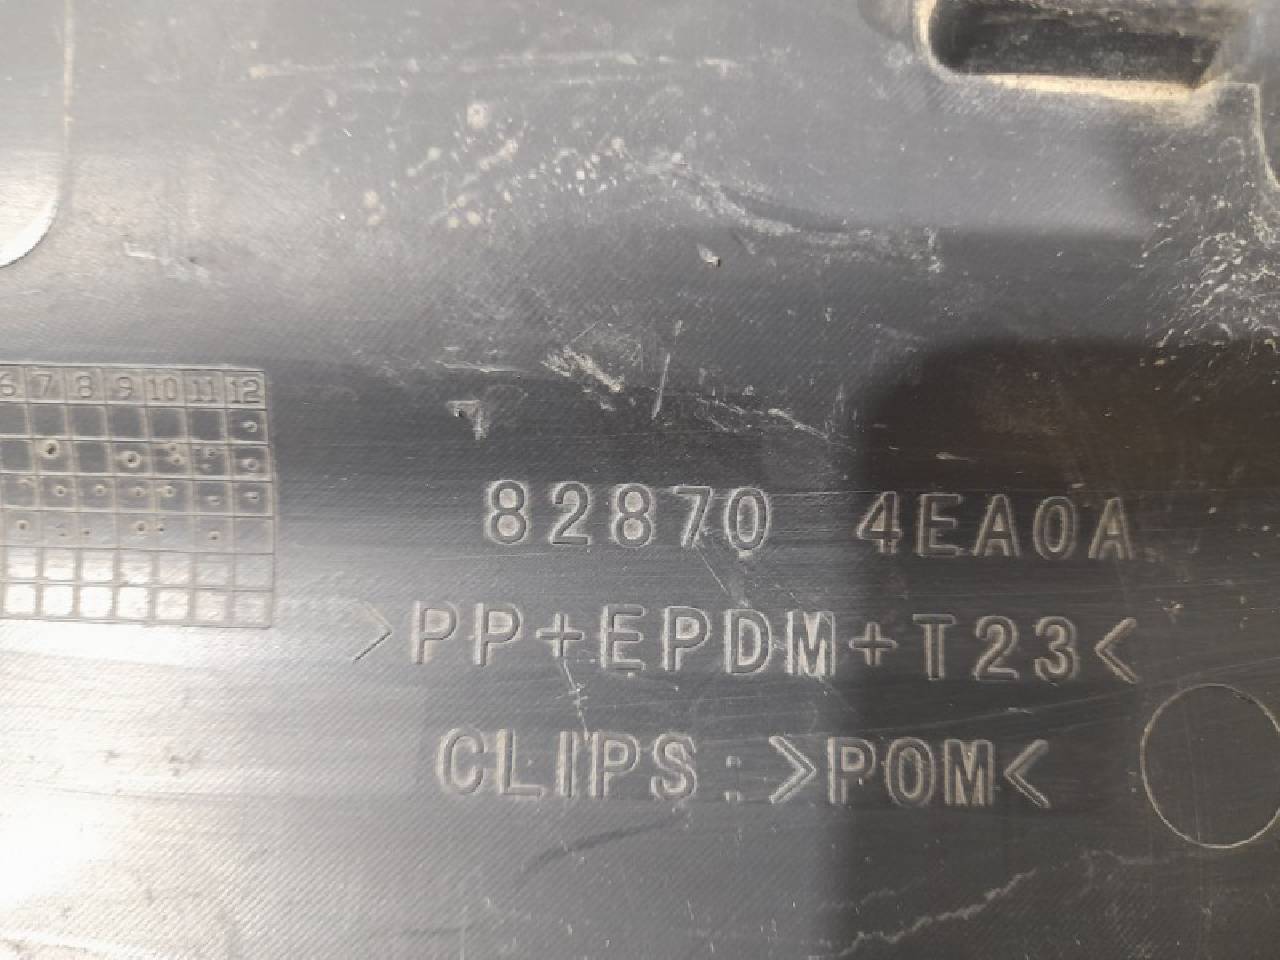 6 7 8 9 10 11 12
82870 4EA0A
>PP+EPDM+T23<
CLIPS:>POM<